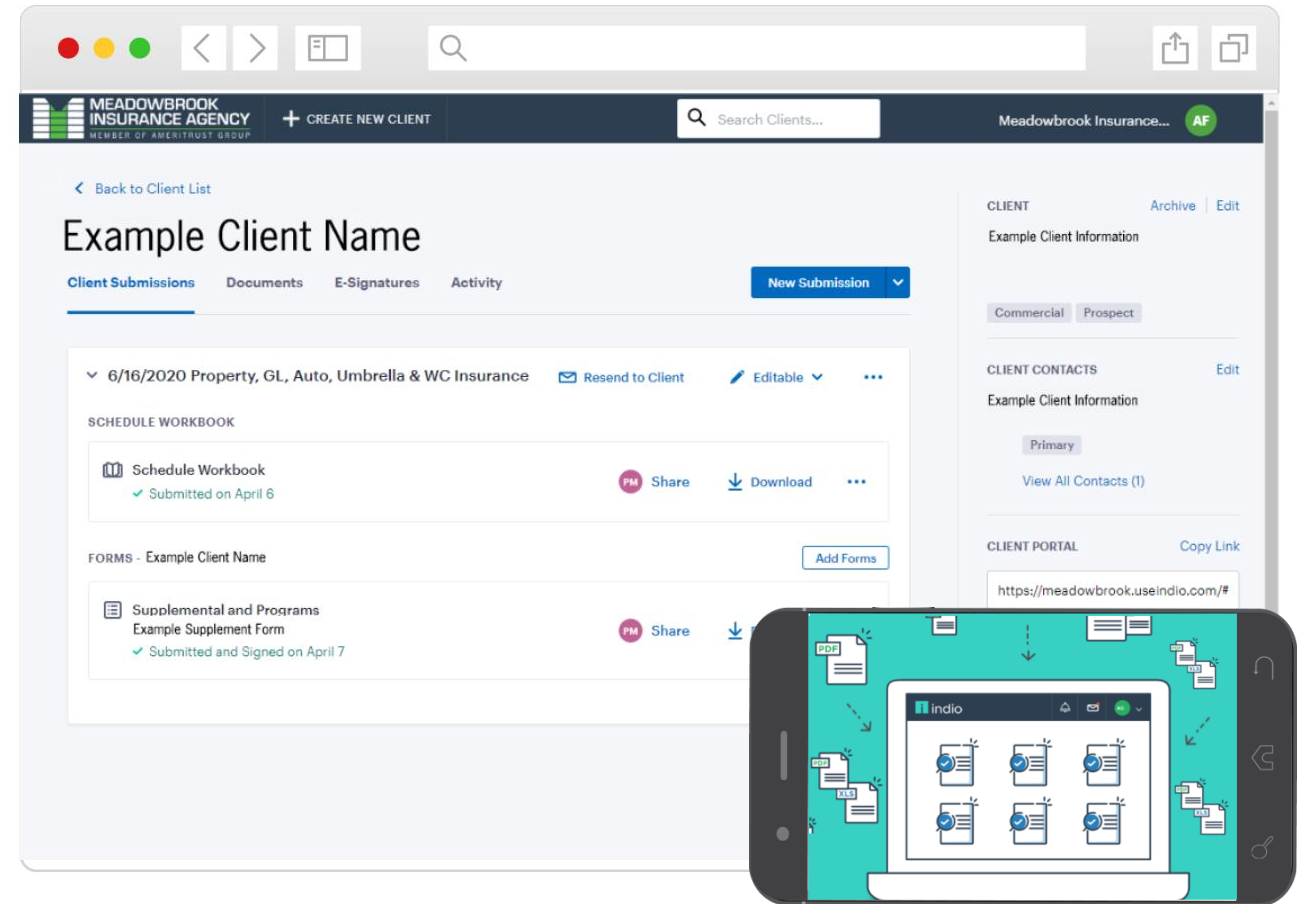 MEADOWBROOK
INSURANCE AGENCY
MEMBER OF AMERITRUST GROUP
+ CREATE NEW CLIENT
Search Clients...
Meadowbrook Insurance...
AF
Back to Client List
Example Client Name
Client Submissions Documents E-Signatures Activity
New Submission
6/16/2020 Property, GL, Auto, Umbrella & WC Insurance
Resend to Client
Editable
SCHEDULE WORKBOOK
Schedule Workbook
Submitted on April 6
PM Share Download
FORMS - Example Client Name
Add Forms
Supplemental and Programs
Example Supplement Form
Submitted and Signed on April 7
PM Share
CLIENT Archive Edit
Example Client Information
Commercial Prospect
CLIENT CONTACTS Edit
Example Client Information
Primary
View All Contacts (1)
CLIENT PORTAL Copy Link
https://meadowbrook.useindio.com/#
PDF
XLS
indio
PDF
XLS
PDF
XLS